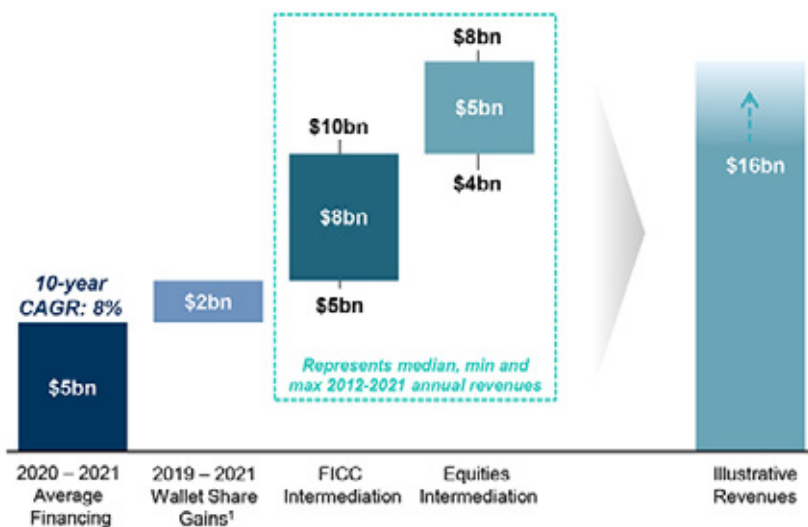 $8bn
$5bn
$4bn
$10bn
$8bn
$5bn
$16bn
10-year
CAGR: 8%
$5bn
$2bn
Represents median, min and
max 2012-2021 annual revenues
2020 – 2021
Average
Financing
2019 – 2021
Wallet Share
Gains¹
FICC
Intermediation
Equities
Intermediation
Illustrative
Revenues